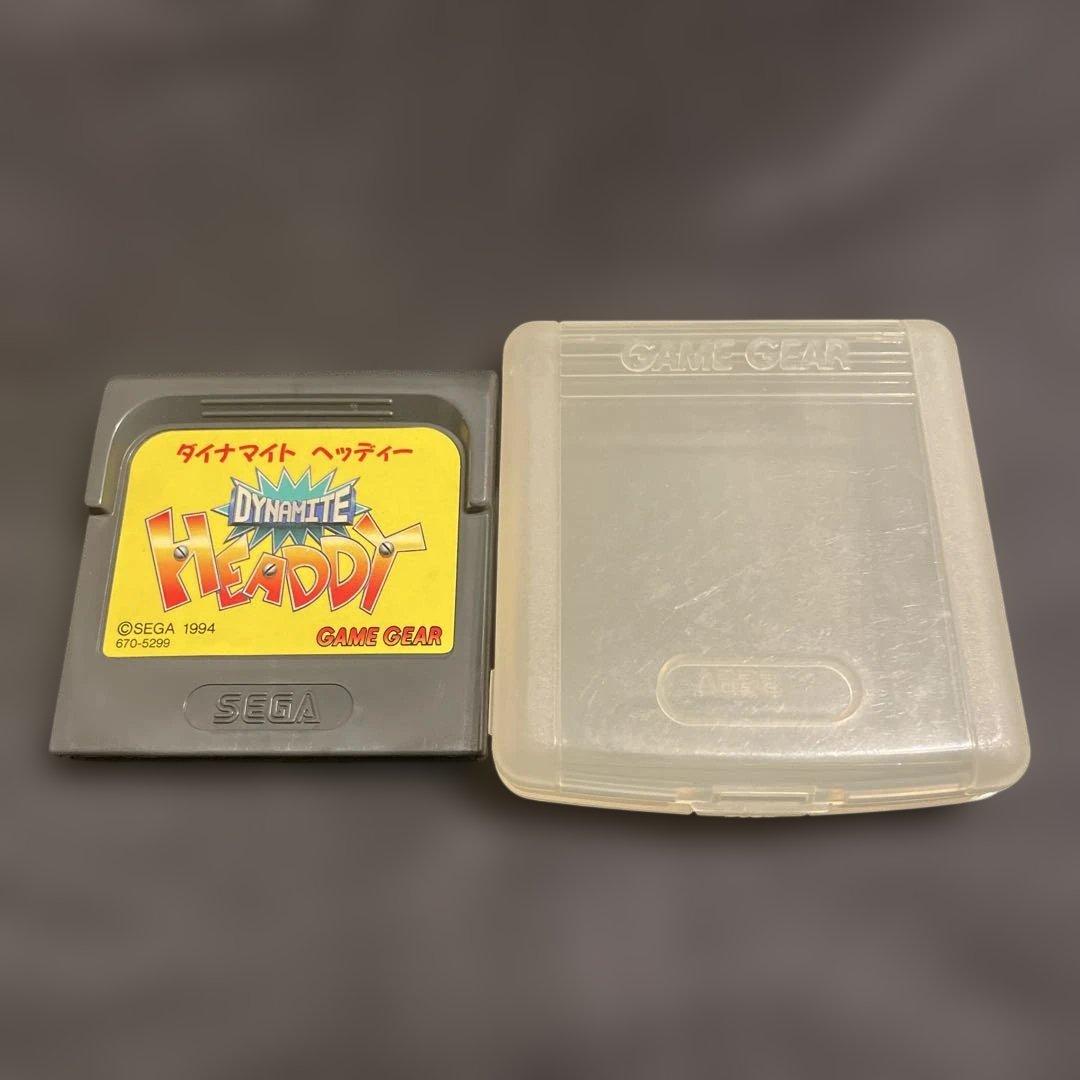 ダイナマイト ヘッディー
DYNAMITE
HEADDY
©SEGA 1994
670-5299
GAME GEAR
SEGA
GAME GEAR